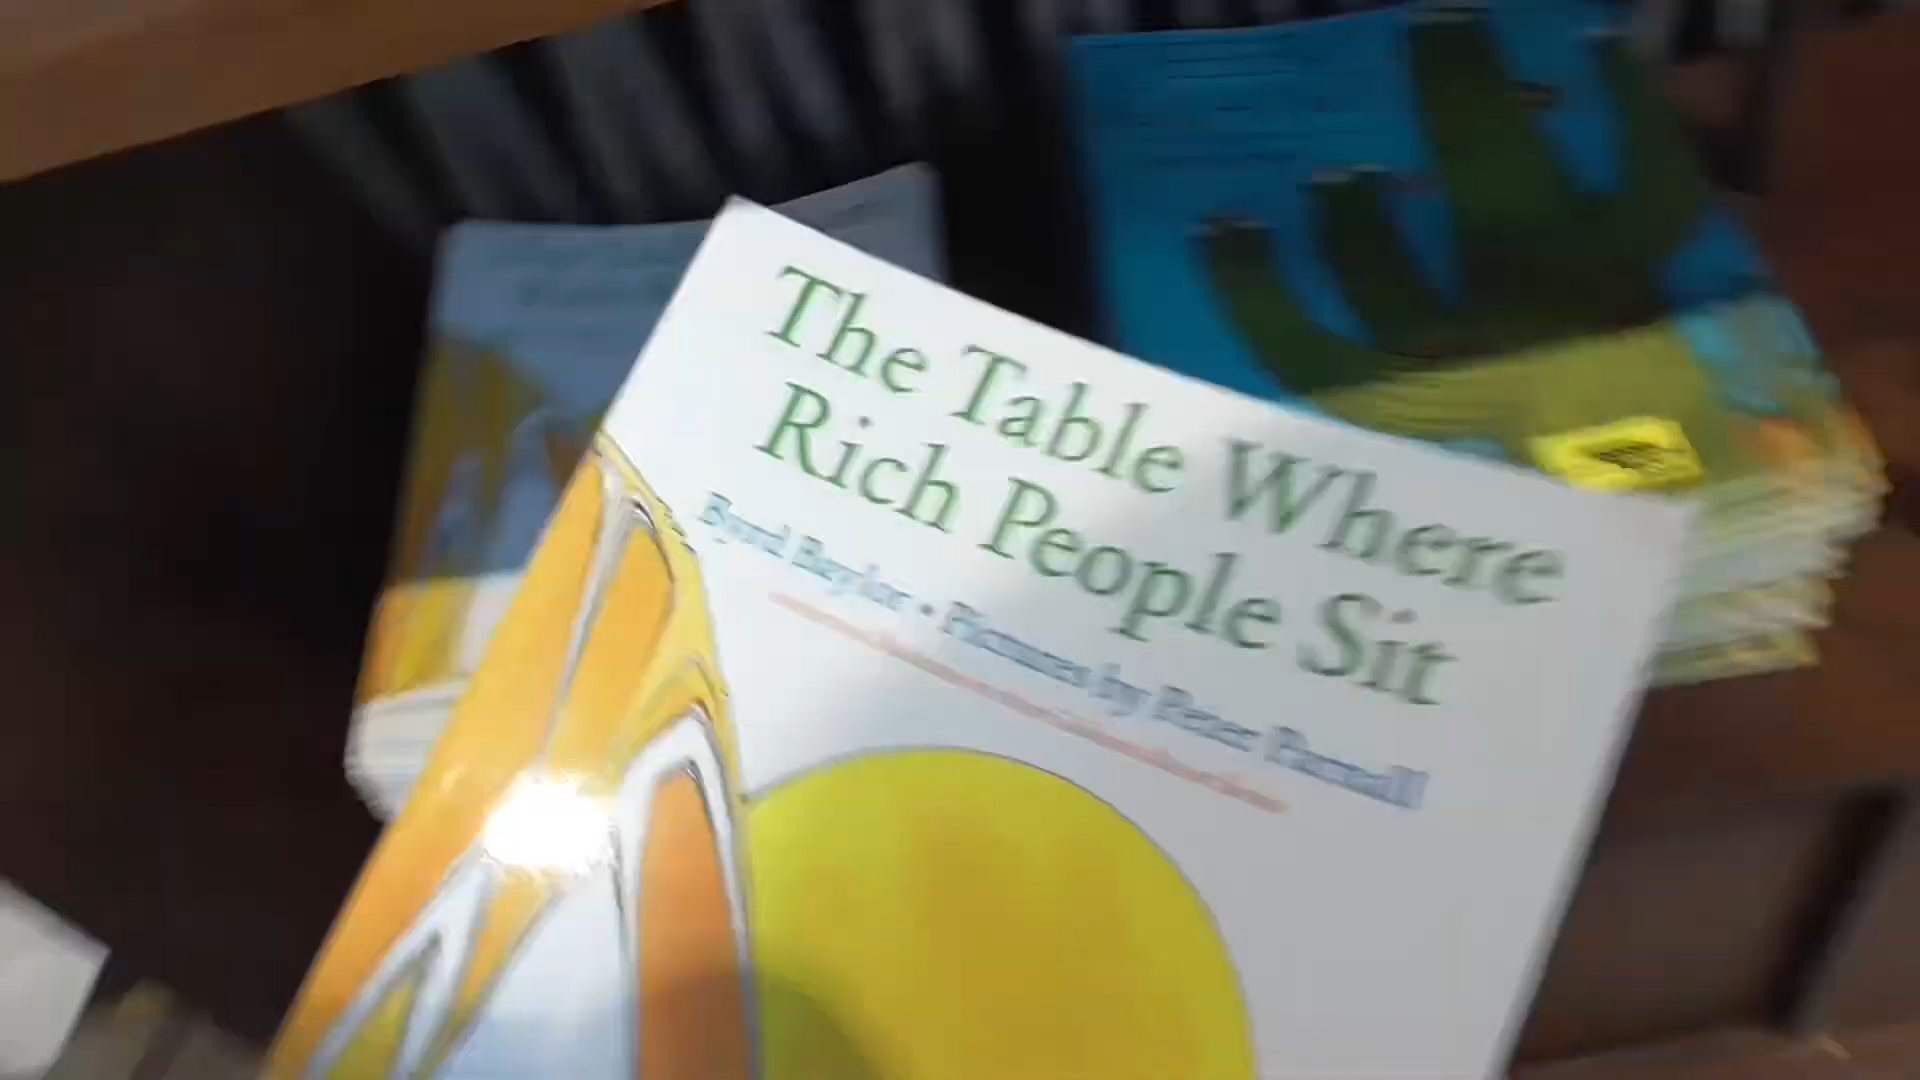 The Table Where
Rich People Sit
Byrd Baylor • Pictures by Peter Parnall